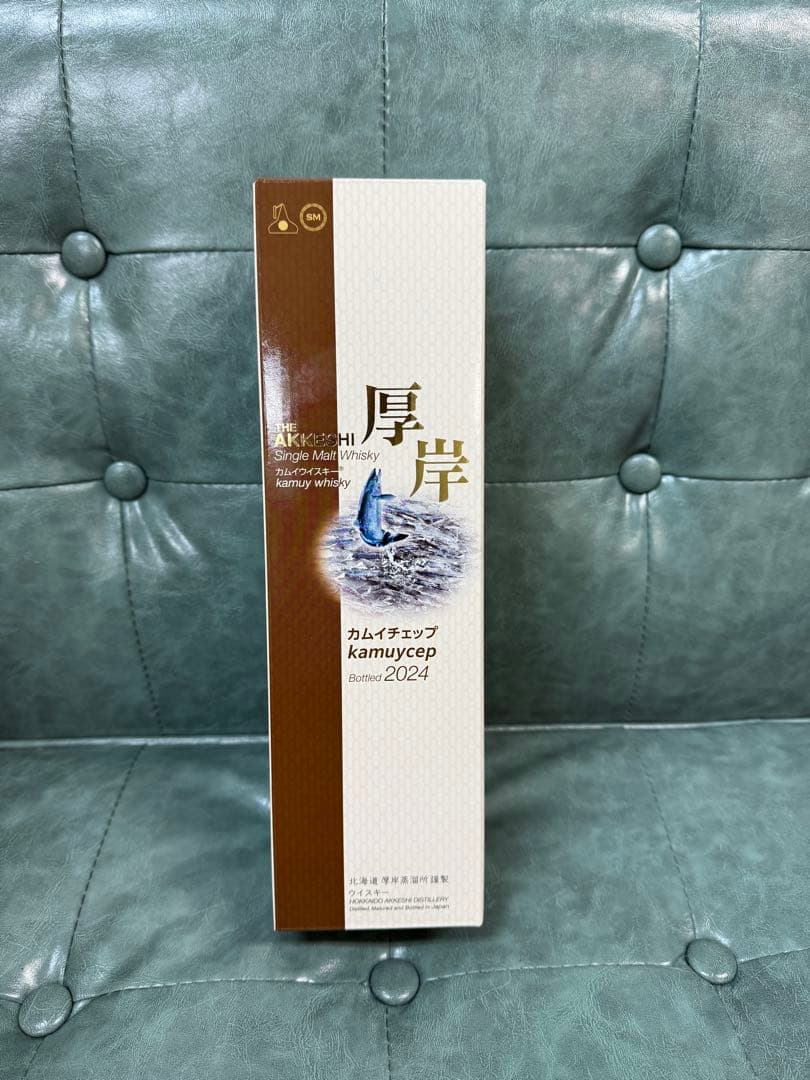 SM
厚
岸
THE
AKKESHI
Single Malt Whisky
カムイウイスキー®
kamuy whisky
カムイチェップ
kamuycep
Bottled 2024
北海道 厚岸蒸溜所 謹製
ウイスキー
HOKKAIDO AKKESHI DISTILLERY
Distilled, Matured and Bottled in Japan